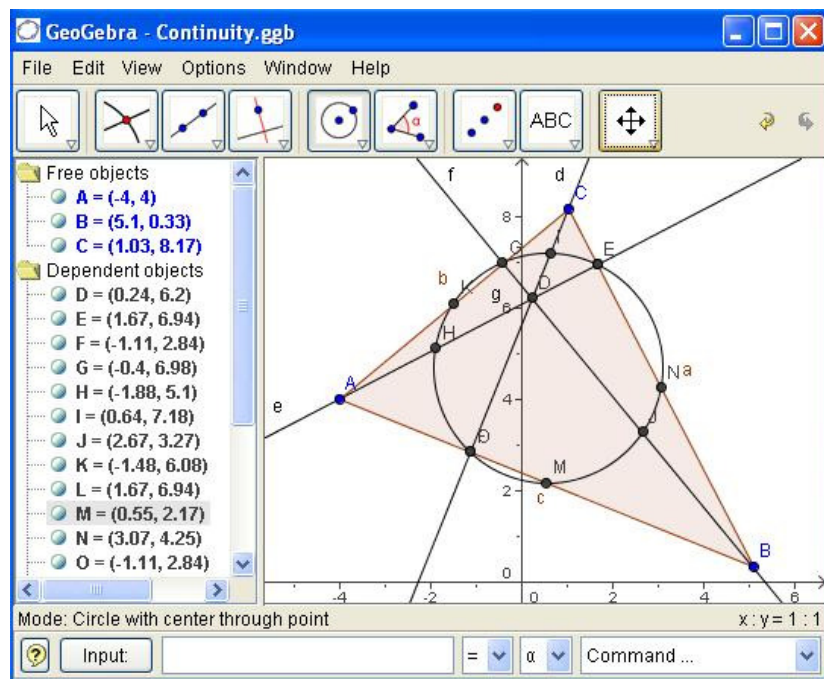 GeoGebra - Continuity.ggb
File Edit View Options Window Help
ABC
α
Free objects
A = (-4, 4)
B = (5.1, 0.33)
C = (1.03, 8.17)
Dependent objects
D = (0.24, 6.2)
E = (1.67, 6.94)
F = (-1.11, 2.84)
G = (-0.4, 6.98)
H = (-1.88, 5.1)
I = (0.64, 7.18)
J = (2.67, 3.27)
K = (-1.48, 6.08)
L = (1.67, 6.94)
M = (0.55, 2.17)
N = (3.07, 4.25)
O = (-1.11, 2.84)
f d
C
8
G I E
b K D
g
6
H
N a
A
4
e
J
M
2
c
B
0
-4 -2 0 2 4 6
Mode: Circle with center through point
x : y = 1 : 1
Input: = α Command ...